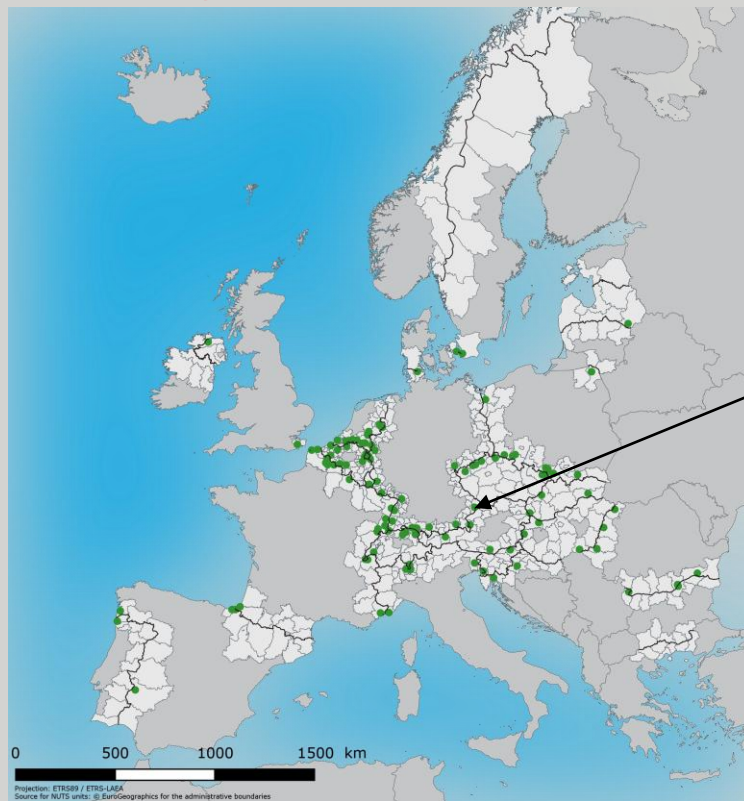 0 500 1000 1500 km
Projection: ETRS89 / ETRS-LAEA
Source for NUTS units: © EuroGeographics for the administrative boundaries